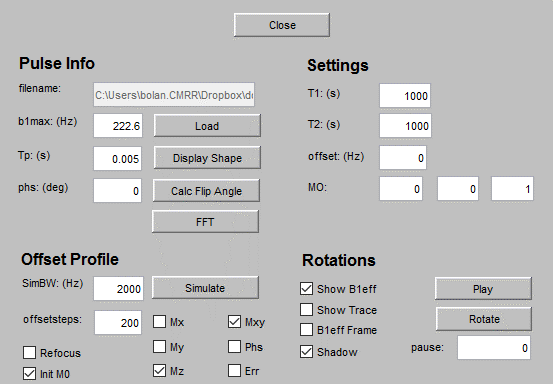 Close
Pulse Info
filename:
C:\Users\bolan.CMRR\Dropbox\d
b1max: (Hz)
222.6
Load
Tp: (s)
0.005
Display Shape
phs: (deg)
0
Calc Flip Angle
FFT
Settings
T1: (s)
1000
T2: (s)
1000
offset: (Hz)
0
MO:
0
0
1
Offset Profile
SimBW: (Hz)
2000
Simulate
offsetsteps:
200
Mx
Mxy
Refocus
My
Phs
Init M0
Mz
Err
Rotations
Show B1eff
Play
Show Trace
Rotate
B1eff Frame
Shadow
pause:
0